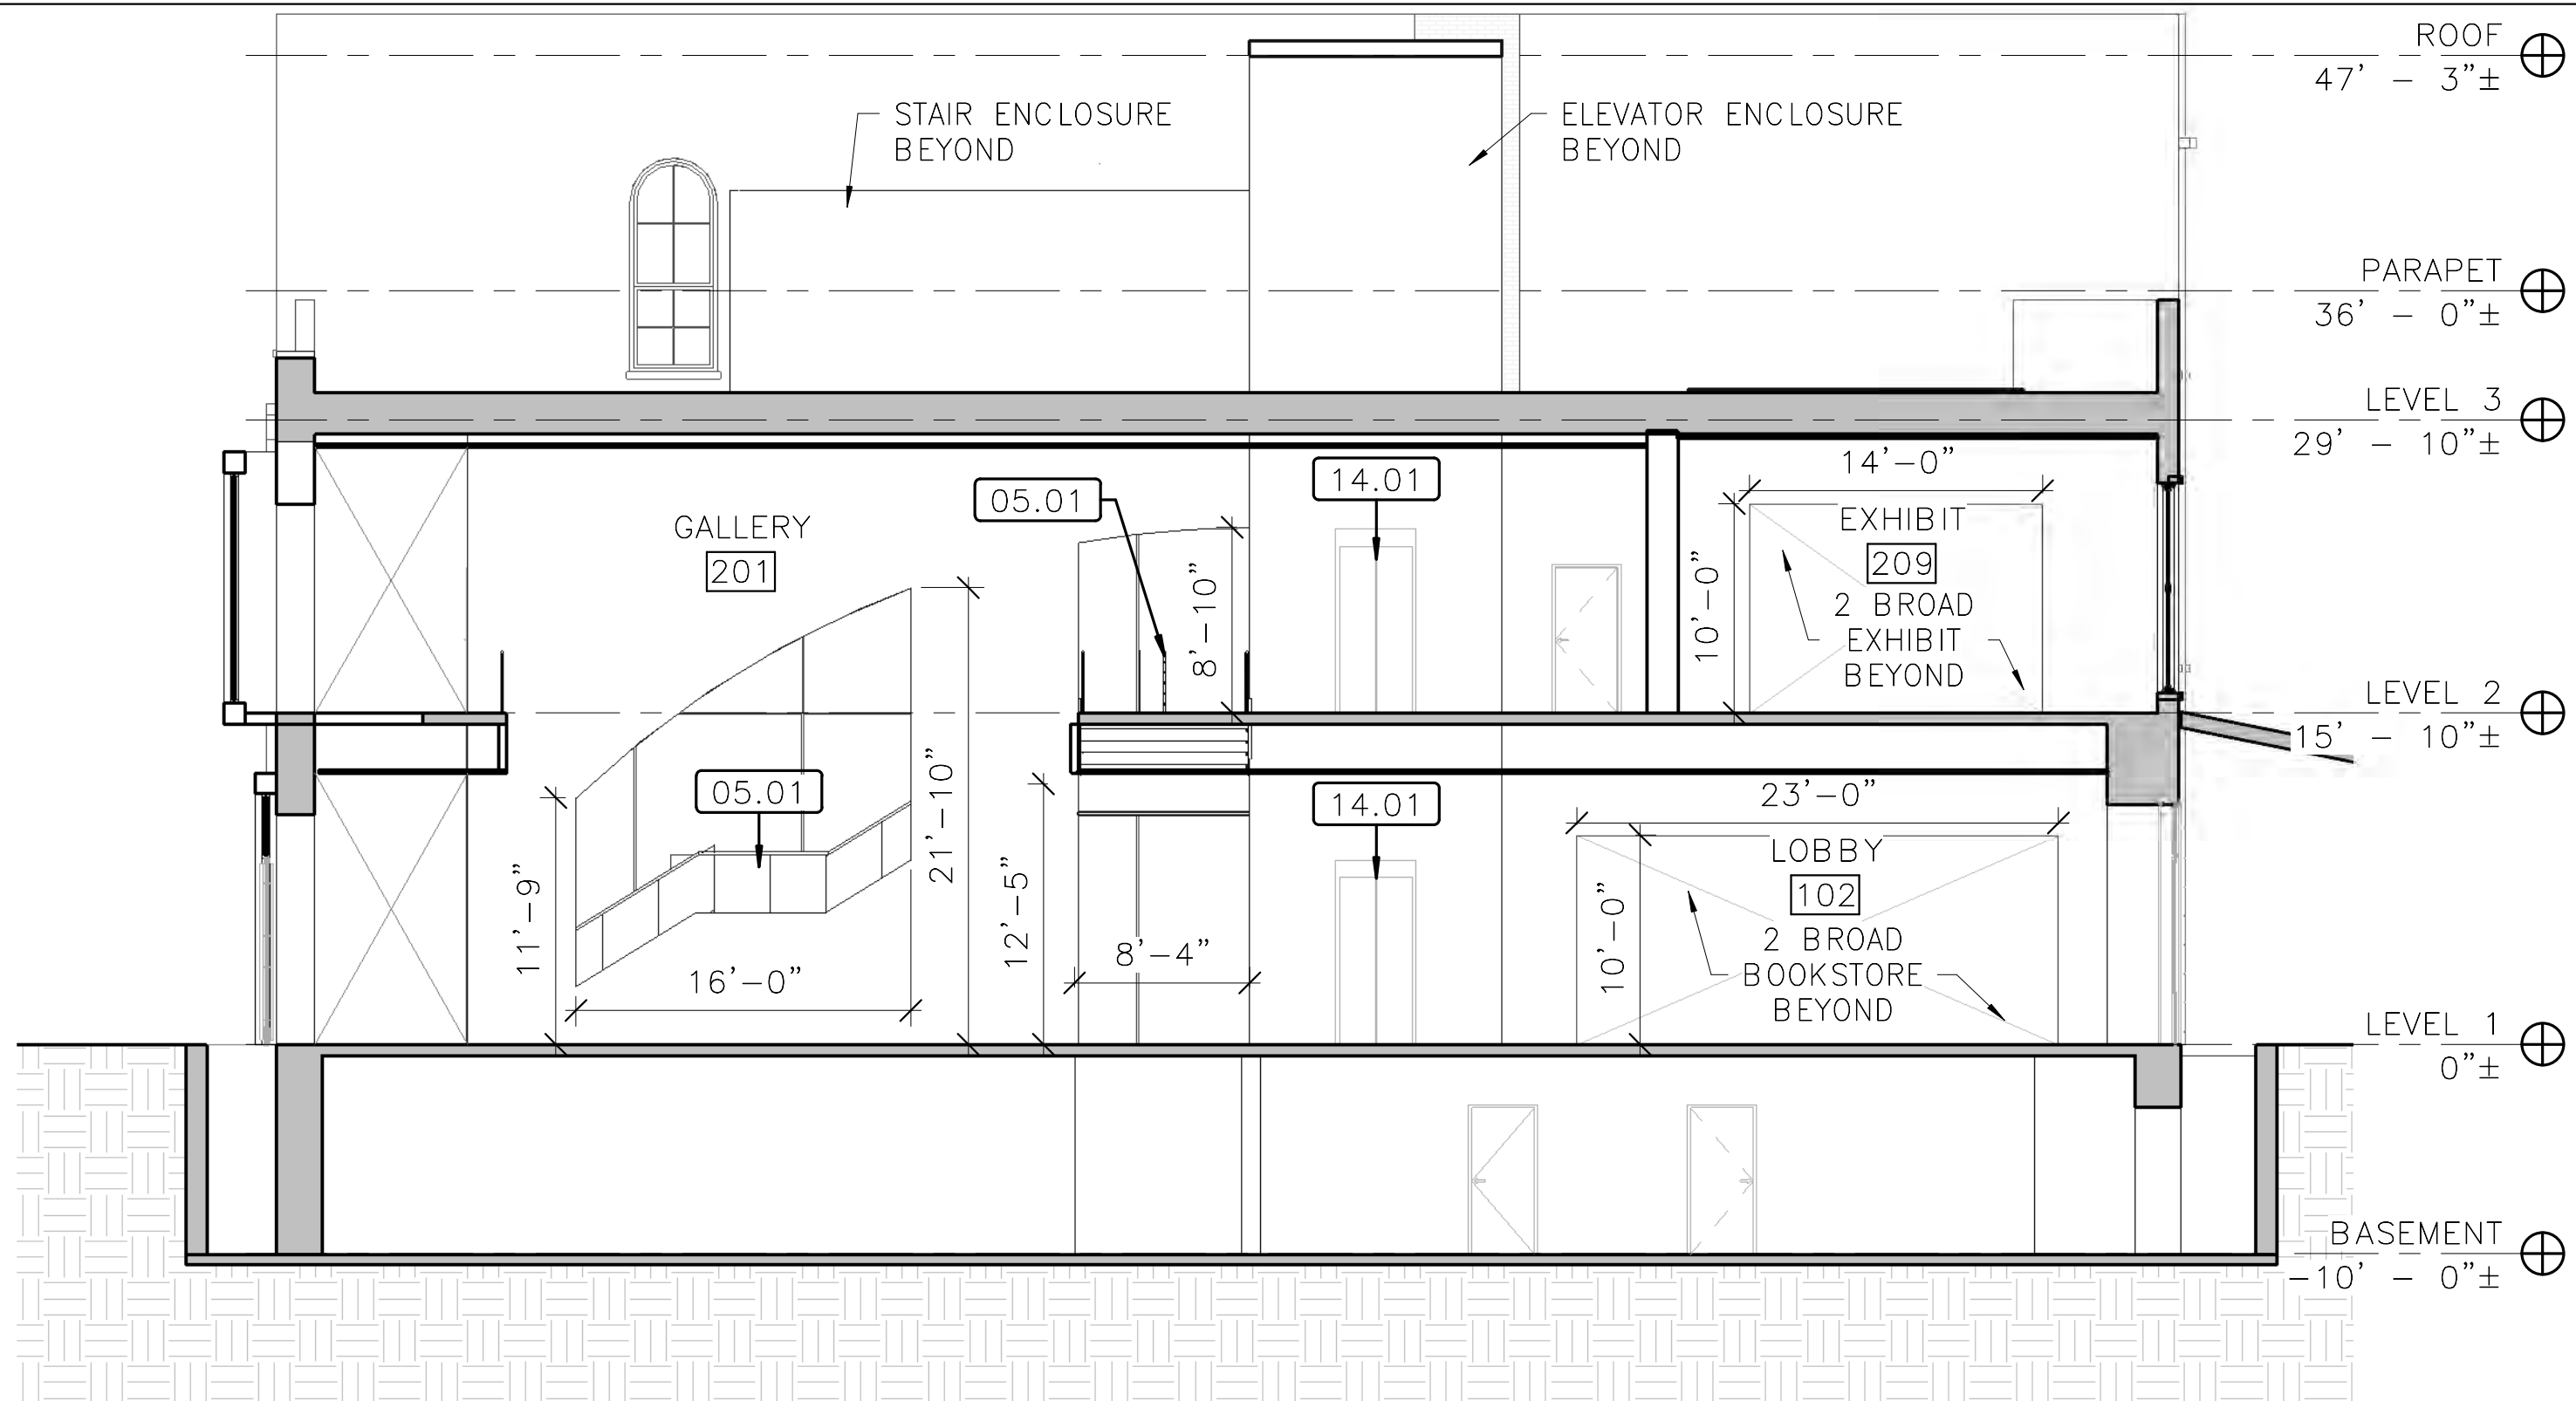 ROOF
47' - 3"±
STAIR ENCLOSURE
BEYOND
ELEVATOR ENCLOSURE
BEYOND
PARAPET
36' - 0"±
LEVEL 3
29' - 10"±
14'-0"
14.01
05.01
GALLERY
201
EXHIBIT
209
2 BROAD
EXHIBIT
BEYOND
8'-10"
10'-0"
LEVEL 2
15' - 10"±
05.01
14.01
23'-0"
21'-10"
LOBBY
102
2 BROAD
BOOKSTORE
BEYOND
11'-9"
12'-5"
10'-0"
8'-4"
16'-0"
LEVEL 1
0"±
BASEMENT
-10' - 0"±